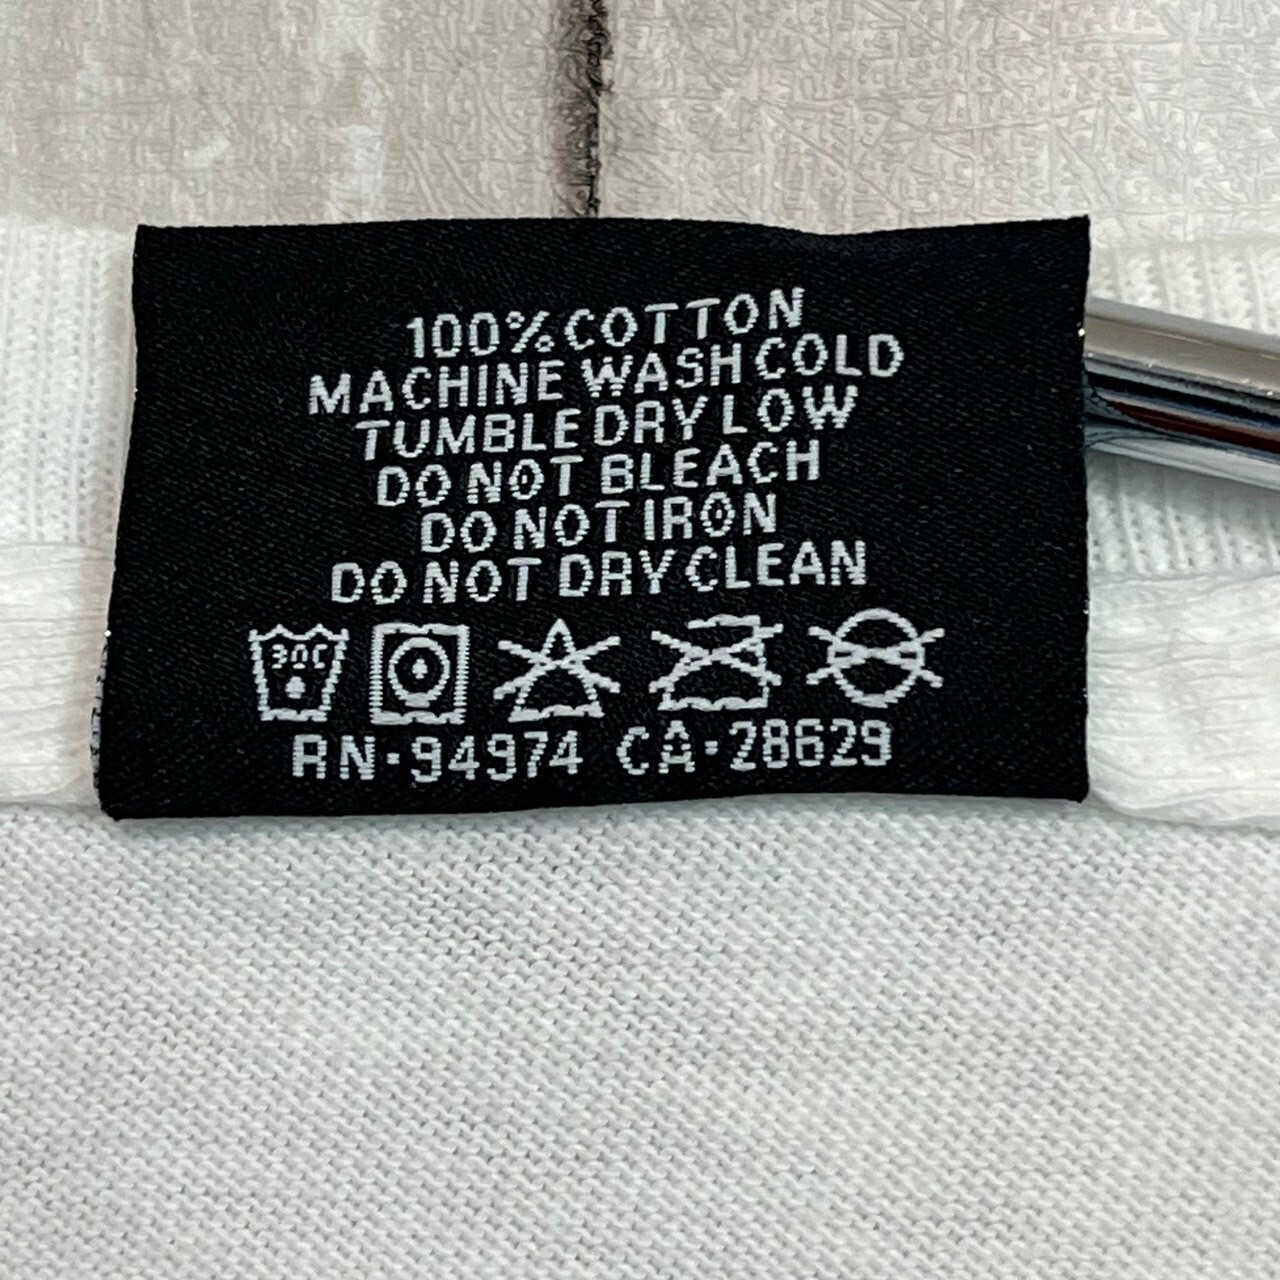 100% COTTON
MACHINE WASH COLD
TUMBLE DRY LOW
DO NOT BLEACH
DO NOT IRON
DO NOT DRY CLEAN
30C
RN-94974 CA-28629